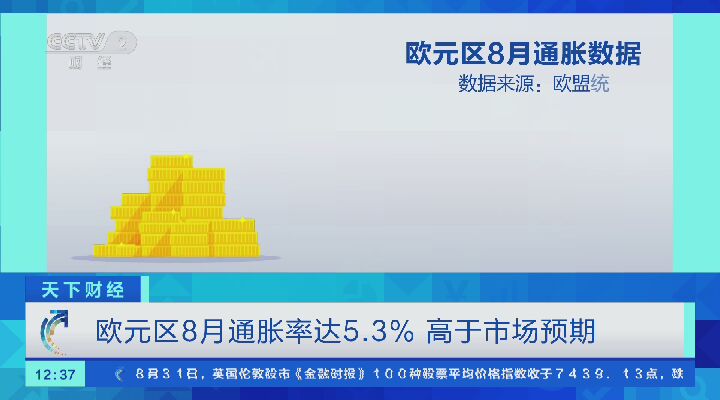 CCTV 2
财经
欧元区8月通胀数据
数据来源：欧盟统
天下财经
欧元区8月通胀率达5.3% 高于市场预期
12:37
8月31日，英国伦敦股市《金融时报》100种股票平均价格指数收于7439.13点，跌